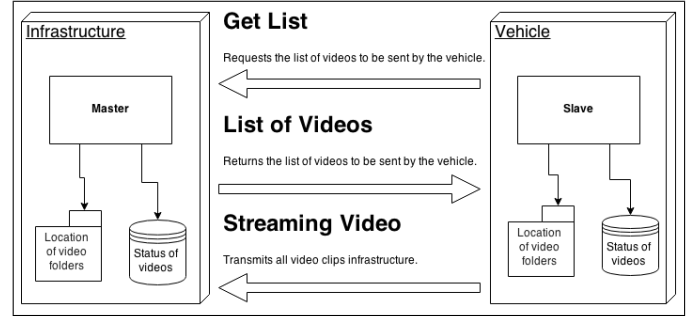 Infrastructure
Master
Location
of video
folders
Status of
videos
Get List
Requests the list of videos to be sent by the vehicle.
List of Videos
Returns the list of videos to be sent by the vehicle.
Streaming Video
Transmits all video clips infrastructure.
Vehicle
Slave
Location
of video
folders
Status of
videos